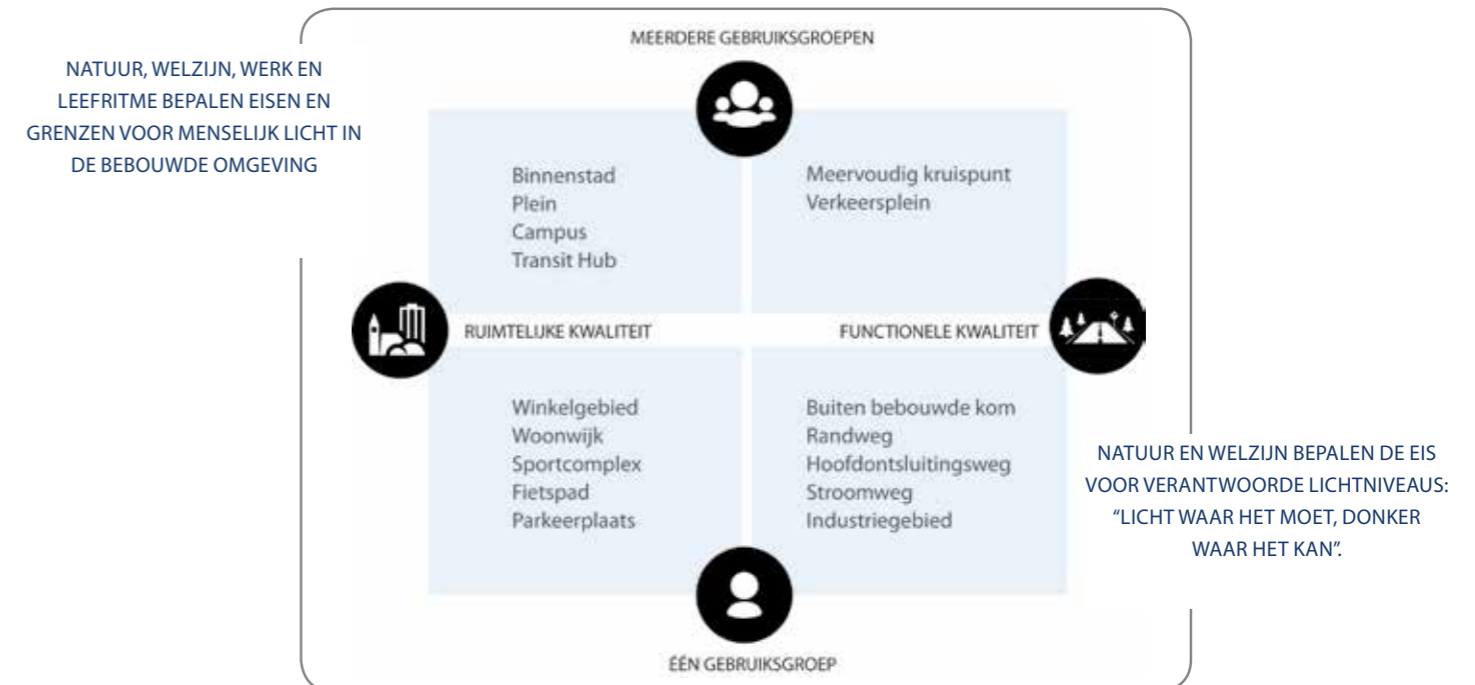 MEERDERE GEBRUIKSGROEPEN
NATUUR, WELZIJN, WERK EN
LEEFRITME BEPALEN EISEN EN
GRENZEN VOOR MENSELIJK LICHT IN
DE BEBOUWDE OMGEVING
Binnenstad
Plein
Campus
Transit Hub
Meervoudig kruispunt
Verkeersplein
RUIMTELIJKE KWALITEIT
FUNCTIONELE KWALITEIT
Winkelgebied
Woonwijk
Sportcomplex
Fietspad
Parkeerplaats
Buiten bebouwde kom
Randweg
Hoofdontsluitingsweg
Stroomweg
Industriegebied
NATUUR EN WELZIJN BEPALEN DE EIS
VOOR VERANTWOORDE LICHTNIVEAUS:
“LICHT WAAR HET MOET, DONKER
WAAR HET KAN”.
ÉÉN GEBRUIKSGROEP